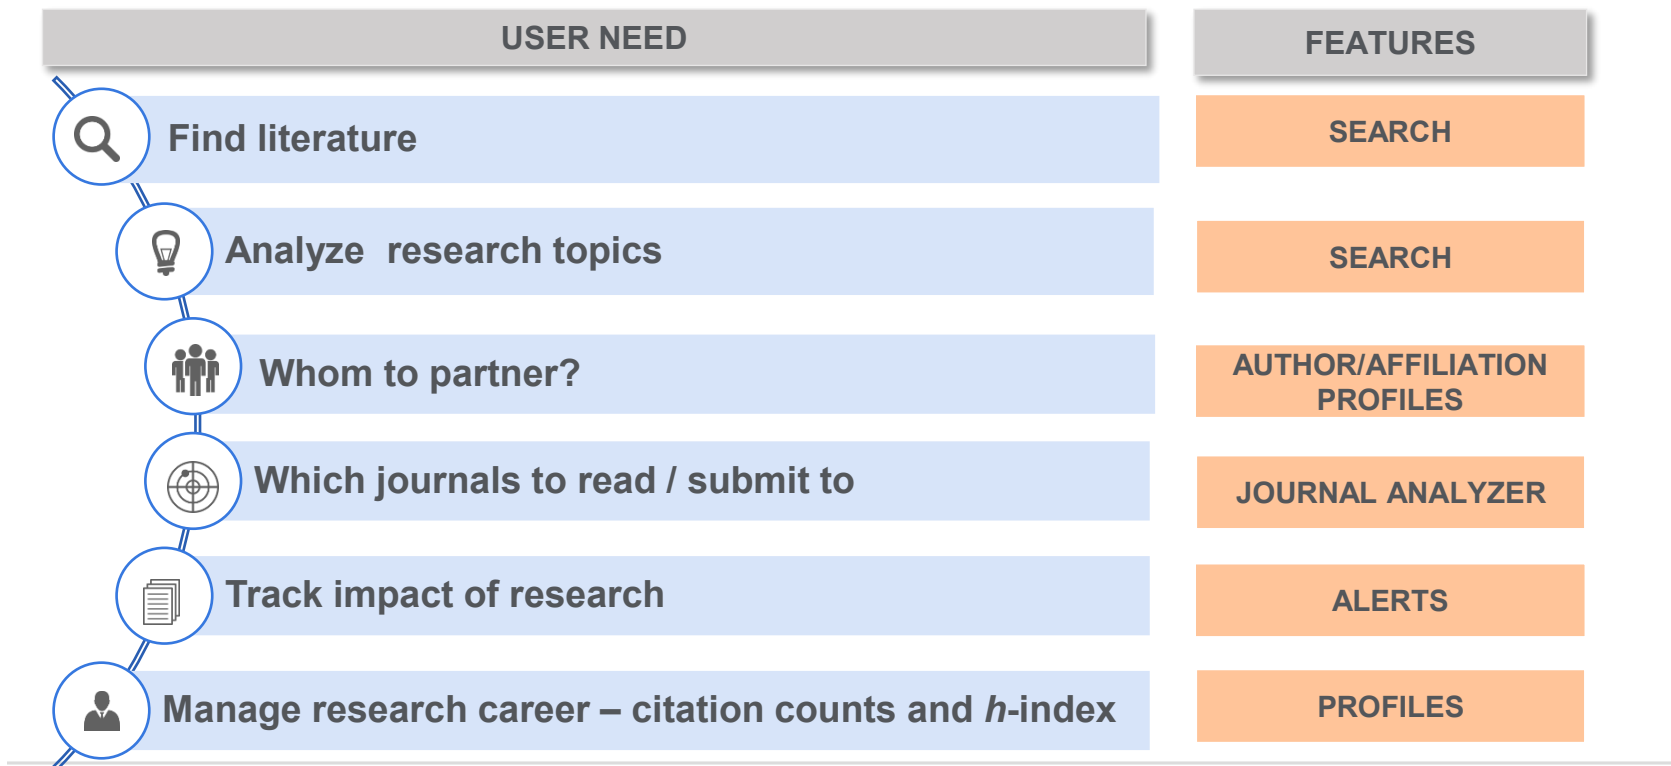 USER NEED
FEATURES
Find literature
SEARCH
Analyze  research topics
SEARCH
Whom to partner?
AUTHOR/AFFILIATION
PROFILES
Which journals to read / submit to
JOURNAL ANALYZER
Track impact of research
ALERTS
Manage research career – citation counts and h-index
PROFILES